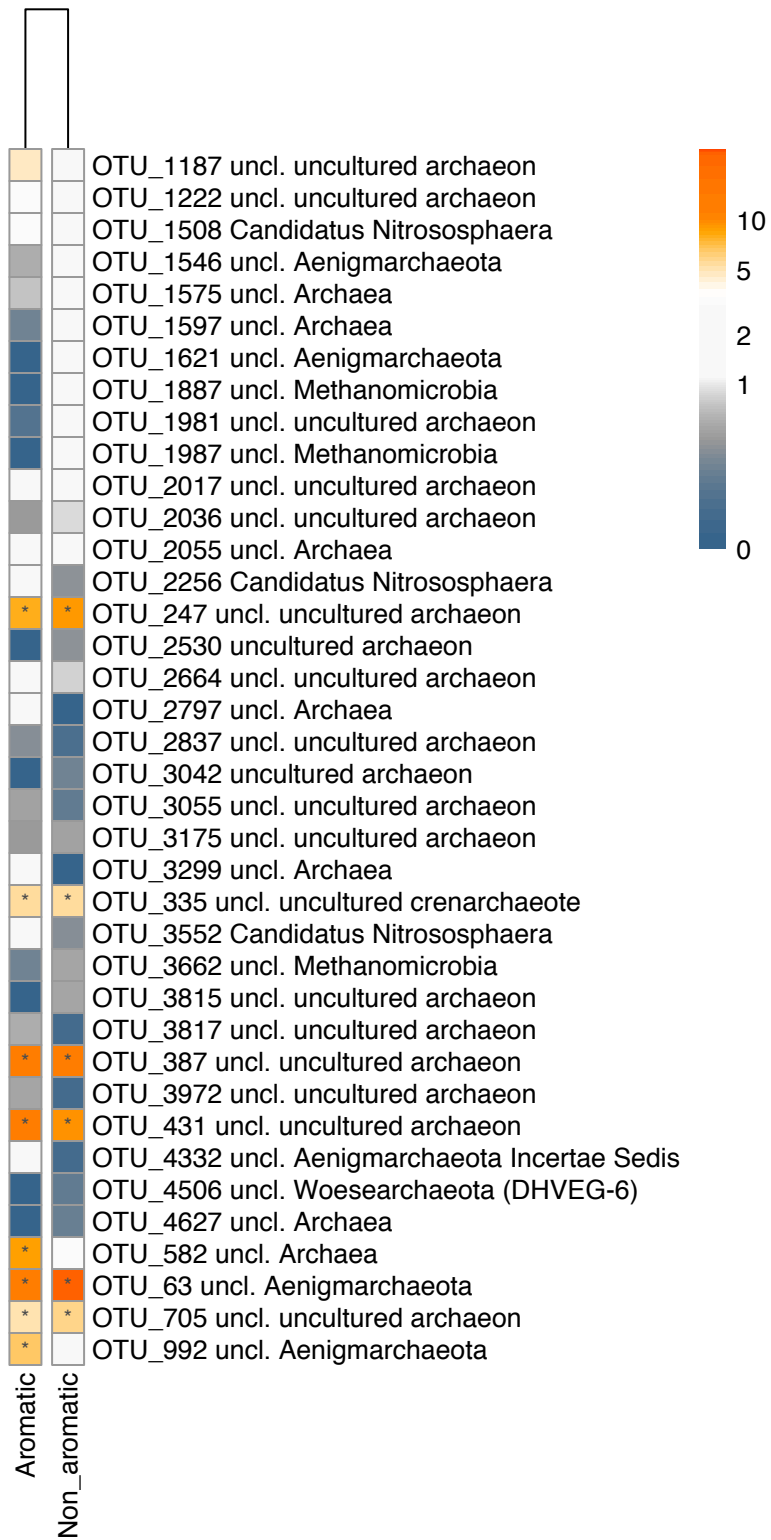 OTU_1187 uncl. uncultured archaeon
OTU_1222 uncl. uncultured archaeon
OTU_1508 Candidatus Nitrososphaera
OTU_1546 uncl. Aenigmarchaeota
OTU_1575 uncl. Archaea
OTU_1597 uncl. Archaea
OTU_1621 uncl. Aenigmarchaeota
OTU_1887 uncl. Methanomicrobia
OTU_1981 uncl. uncultured archaeon
OTU_1987 uncl. Methanomicrobia
OTU_2017 uncl. uncultured archaeon
OTU_2036 uncl. uncultured archaeon
OTU_2055 uncl. Archaea
OTU_2256 Candidatus Nitrososphaera
* * OTU_247 uncl. uncultured archaeon
OTU_2530 uncultured archaeon
OTU_2664 uncl. uncultured archaeon
OTU_2797 uncl. Archaea
OTU_2837 uncl. uncultured archaeon
OTU_3042 uncultured archaeon
OTU_3055 uncl. uncultured archaeon
OTU_3175 uncl. uncultured archaeon
OTU_3299 uncl. Archaea
* * OTU_335 uncl. uncultured crenarchaeote
OTU_3552 Candidatus Nitrososphaera
OTU_3662 uncl. Methanomicrobia
OTU_3815 uncl. uncultured archaeon
OTU_3817 uncl. uncultured archaeon
* * OTU_387 uncl. uncultured archaeon
OTU_3972 uncl. uncultured archaeon
* * OTU_431 uncl. uncultured archaeon
OTU_4332 uncl. Aenigmarchaeota Incertae Sedis
OTU_4506 uncl. Woesearchaeota (DHVEG-6)
OTU_4627 uncl. Archaea
* OTU_582 uncl. Archaea
* * OTU_63 uncl. Aenigmarchaeota
* * OTU_705 uncl. uncultured archaeon
* OTU_992 uncl. Aenigmarchaeota
Aromatic
Non_aromatic
10
5
2
1
0